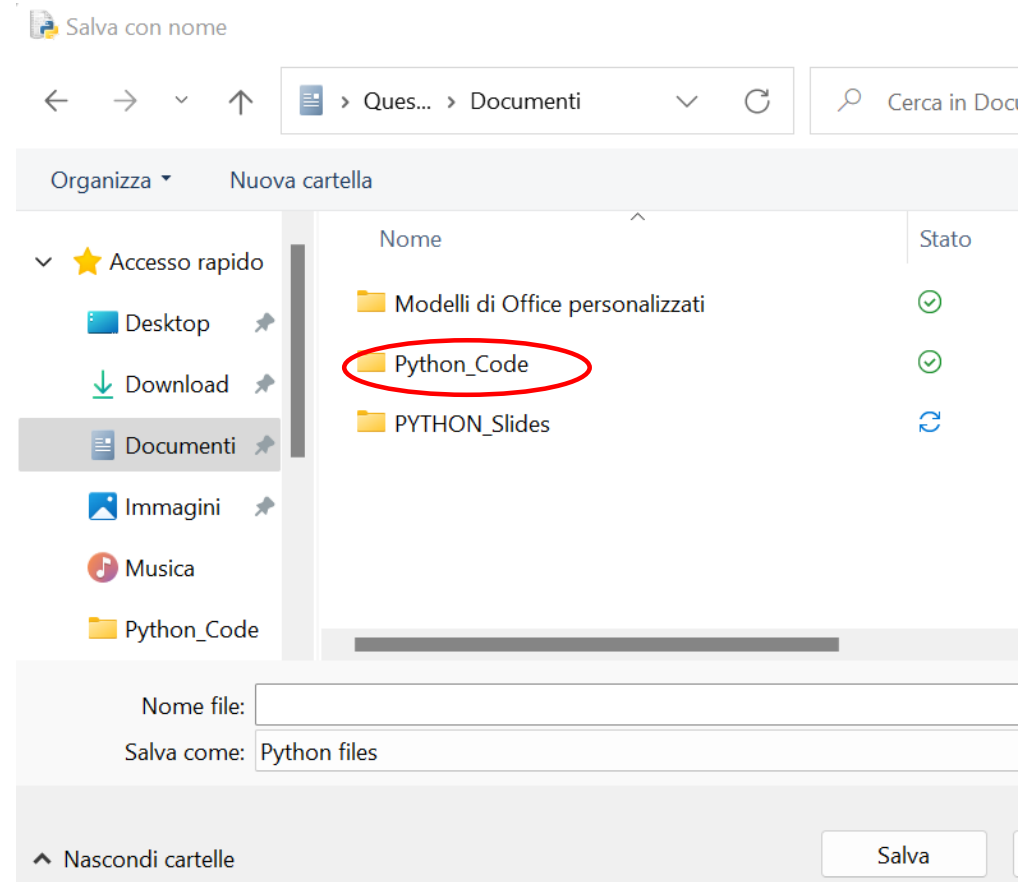 Salva con nome
Ques... > Documenti
Cerca in Doc
Organizza
Nuova cartella
Nome
Stato
Accesso rapido
Desktop
Download
Documenti
Immagini
Musica
Python_Code
Modelli di Office personalizzati
Python_Code
PYTHON_Slides
Nome file:
Salva come: Python files
Nascondi cartelle
Salva